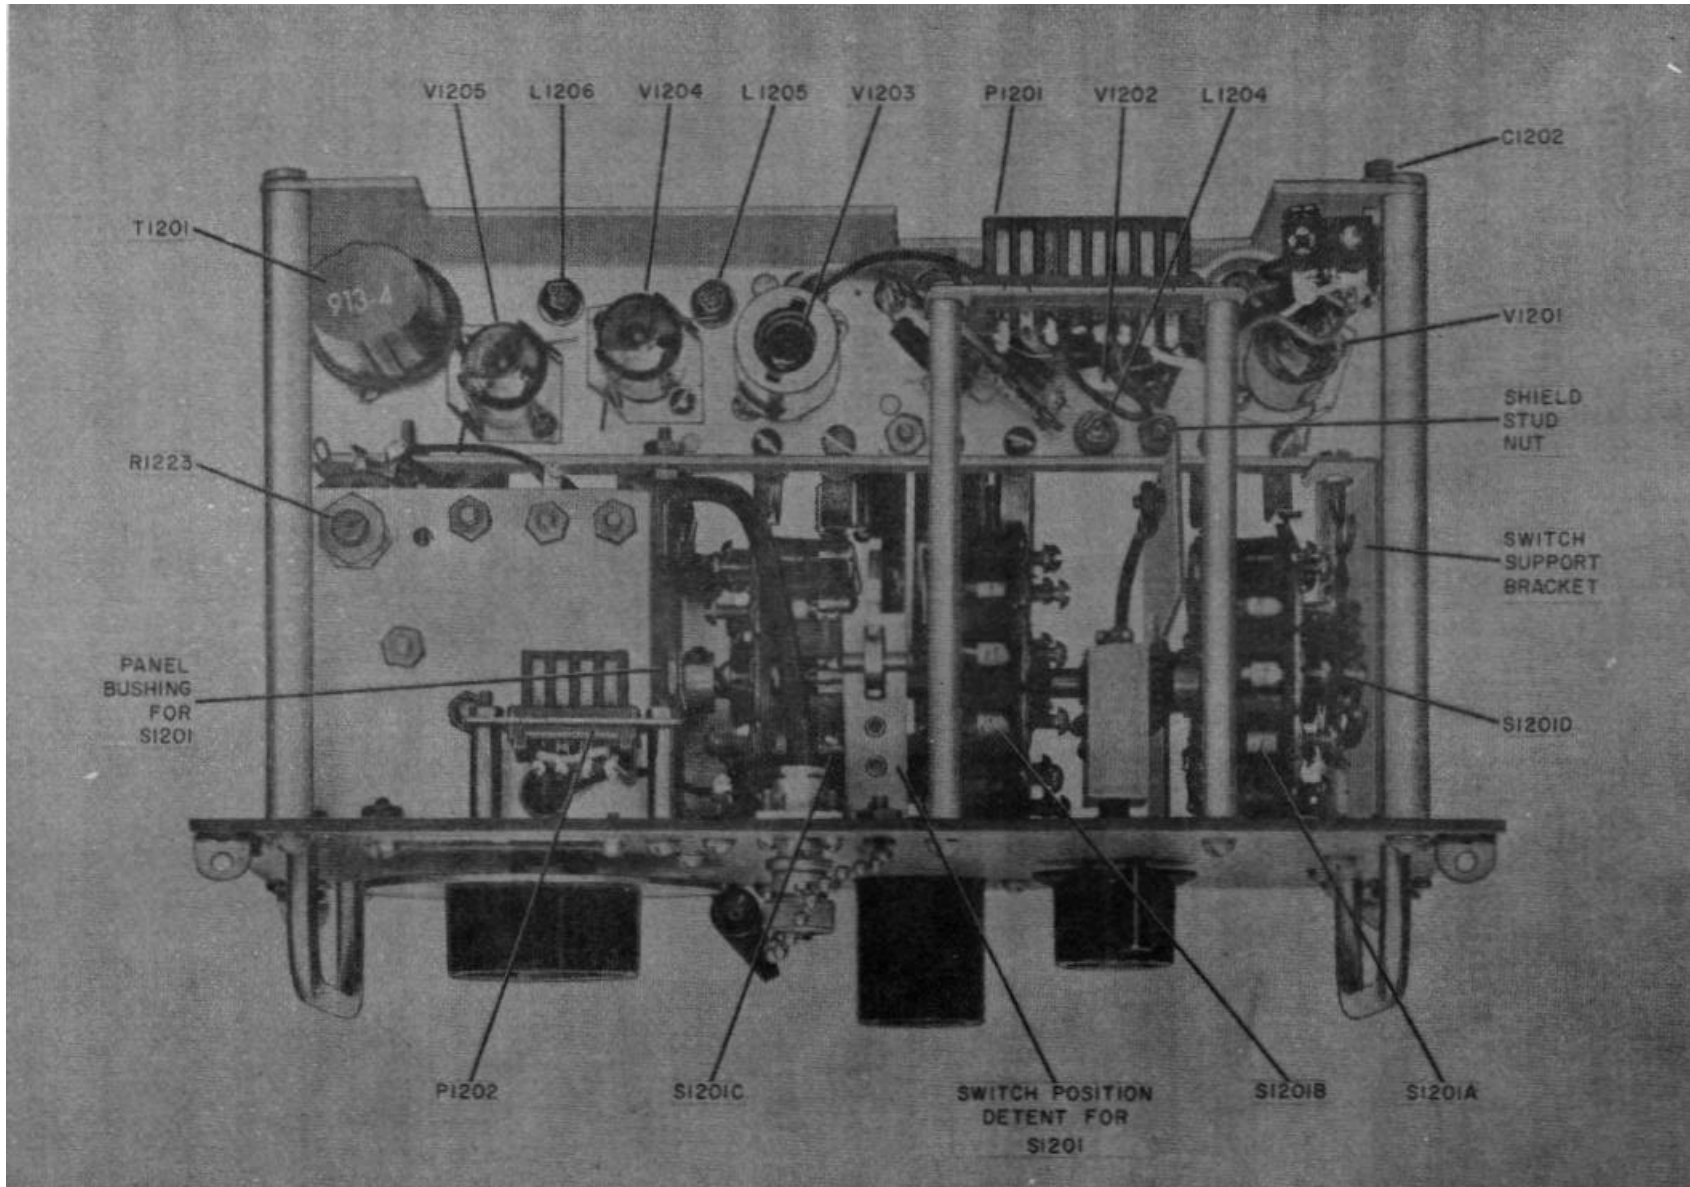 V1205 L1206 V1204 L1205 V1203 P1201 V1202 L1204
C1202
T1201
913-4
V1201
SHIELD
STUD
NUT
R1223
SWITCH
SUPPORT
BRACKET
PANEL
BUSHING
FOR
S1201
S1201D
P1202 S1201C
SWITCH POSITION
DETENT FOR
S1201
S1201B S1201A